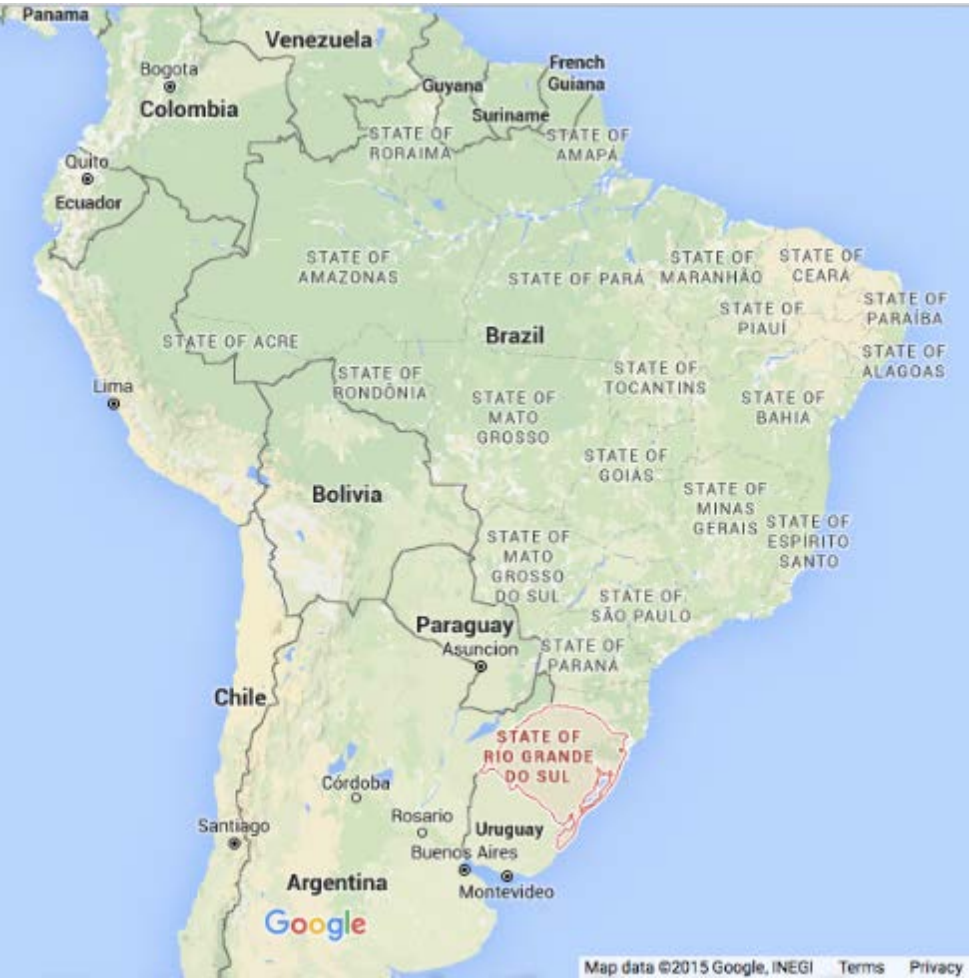 Panama
Venezuela
Bogota
Colombia
Guyana
French
Guiana
Suriname
STATE OF
RORAIMA
STATE OF
AMAPÁ
Quito
Ecuador
STATE OF
AMAZONAS
STATE OF PARÁ
STATE OF
MARANHÃO
STATE OF
CEARÁ
STATE OF
PIAUÍ
STATE OF
PARAÍBA
STATE OF ACRE
Brazil
STATE OF
ALAGOAS
Lima
STATE OF
RONDÔNIA
STATE OF
MATO
GROSSO
STATE OF
TOCANTINS
STATE OF
BAHIA
STATE OF
GOIÁS
Bolivia
STATE OF
MINAS
GERAIS
STATE OF
ESPÍRITO
SANTO
STATE OF
MATO
GROSSO
DO SUL
STATE OF
SÃO PAULO
Paraguay
Asuncion
STATE OF
PARANÁ
Chile
STATE OF
RIO GRANDE
DO SUL
Córdoba
Rosario
Santiago
Uruguay
Buenos Aires
Montevideo
Argentina
Google
Map data ©2015 Google, INEGI Terms Privacy